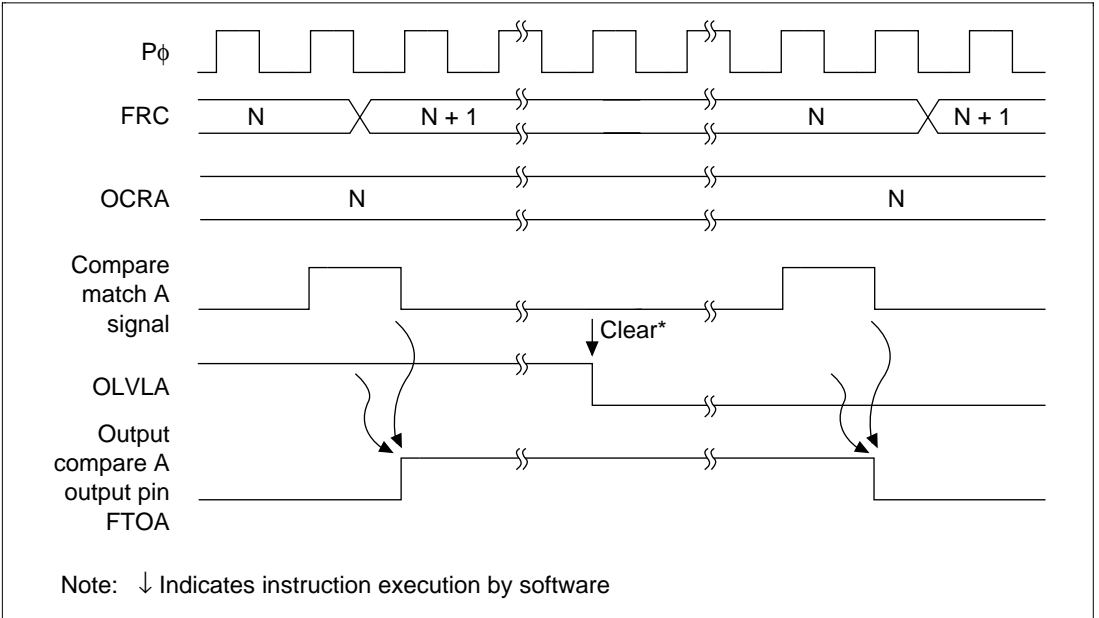 Pϕ
FRC N N + 1 N N + 1
OCRA N N
Compare
match A
signal
Clear*
OLVLA
Output
compare A
output pin
FTOA
Note: ↓ Indicates instruction execution by software